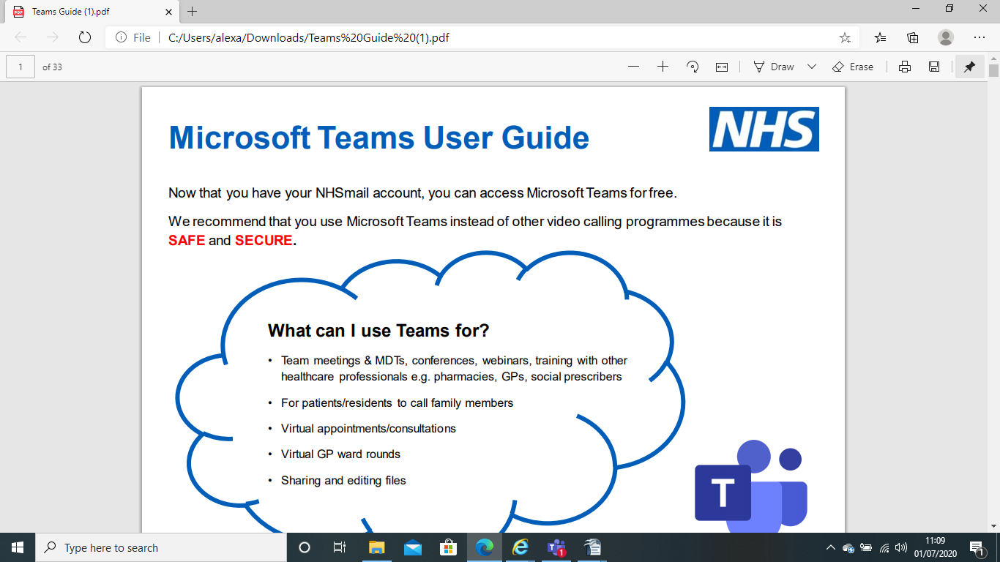 Teams Guide (1).pdf
File
C:/Users/alexa/Downloads/Teams%20Guide%20(1).pdf
1 of 33
Draw
Erase
Microsoft Teams User Guide
NHS
Now that you have your NHSmail account, you can access Microsoft Teams for free.
We recommend that you use Microsoft Teams instead of other video calling programmes because it is
SAFE and SECURE.
What can I use Teams for?
• Team meetings & MDTs, conferences, webinars, training with other
healthcare professionals e.g. pharmacies, GPs, social prescribers
• For patients/residents to call family members
• Virtual appointments/consultations
• Virtual GP ward rounds
• Sharing and editing files
T
Type here to search
1
11:09
01/07/2020
1